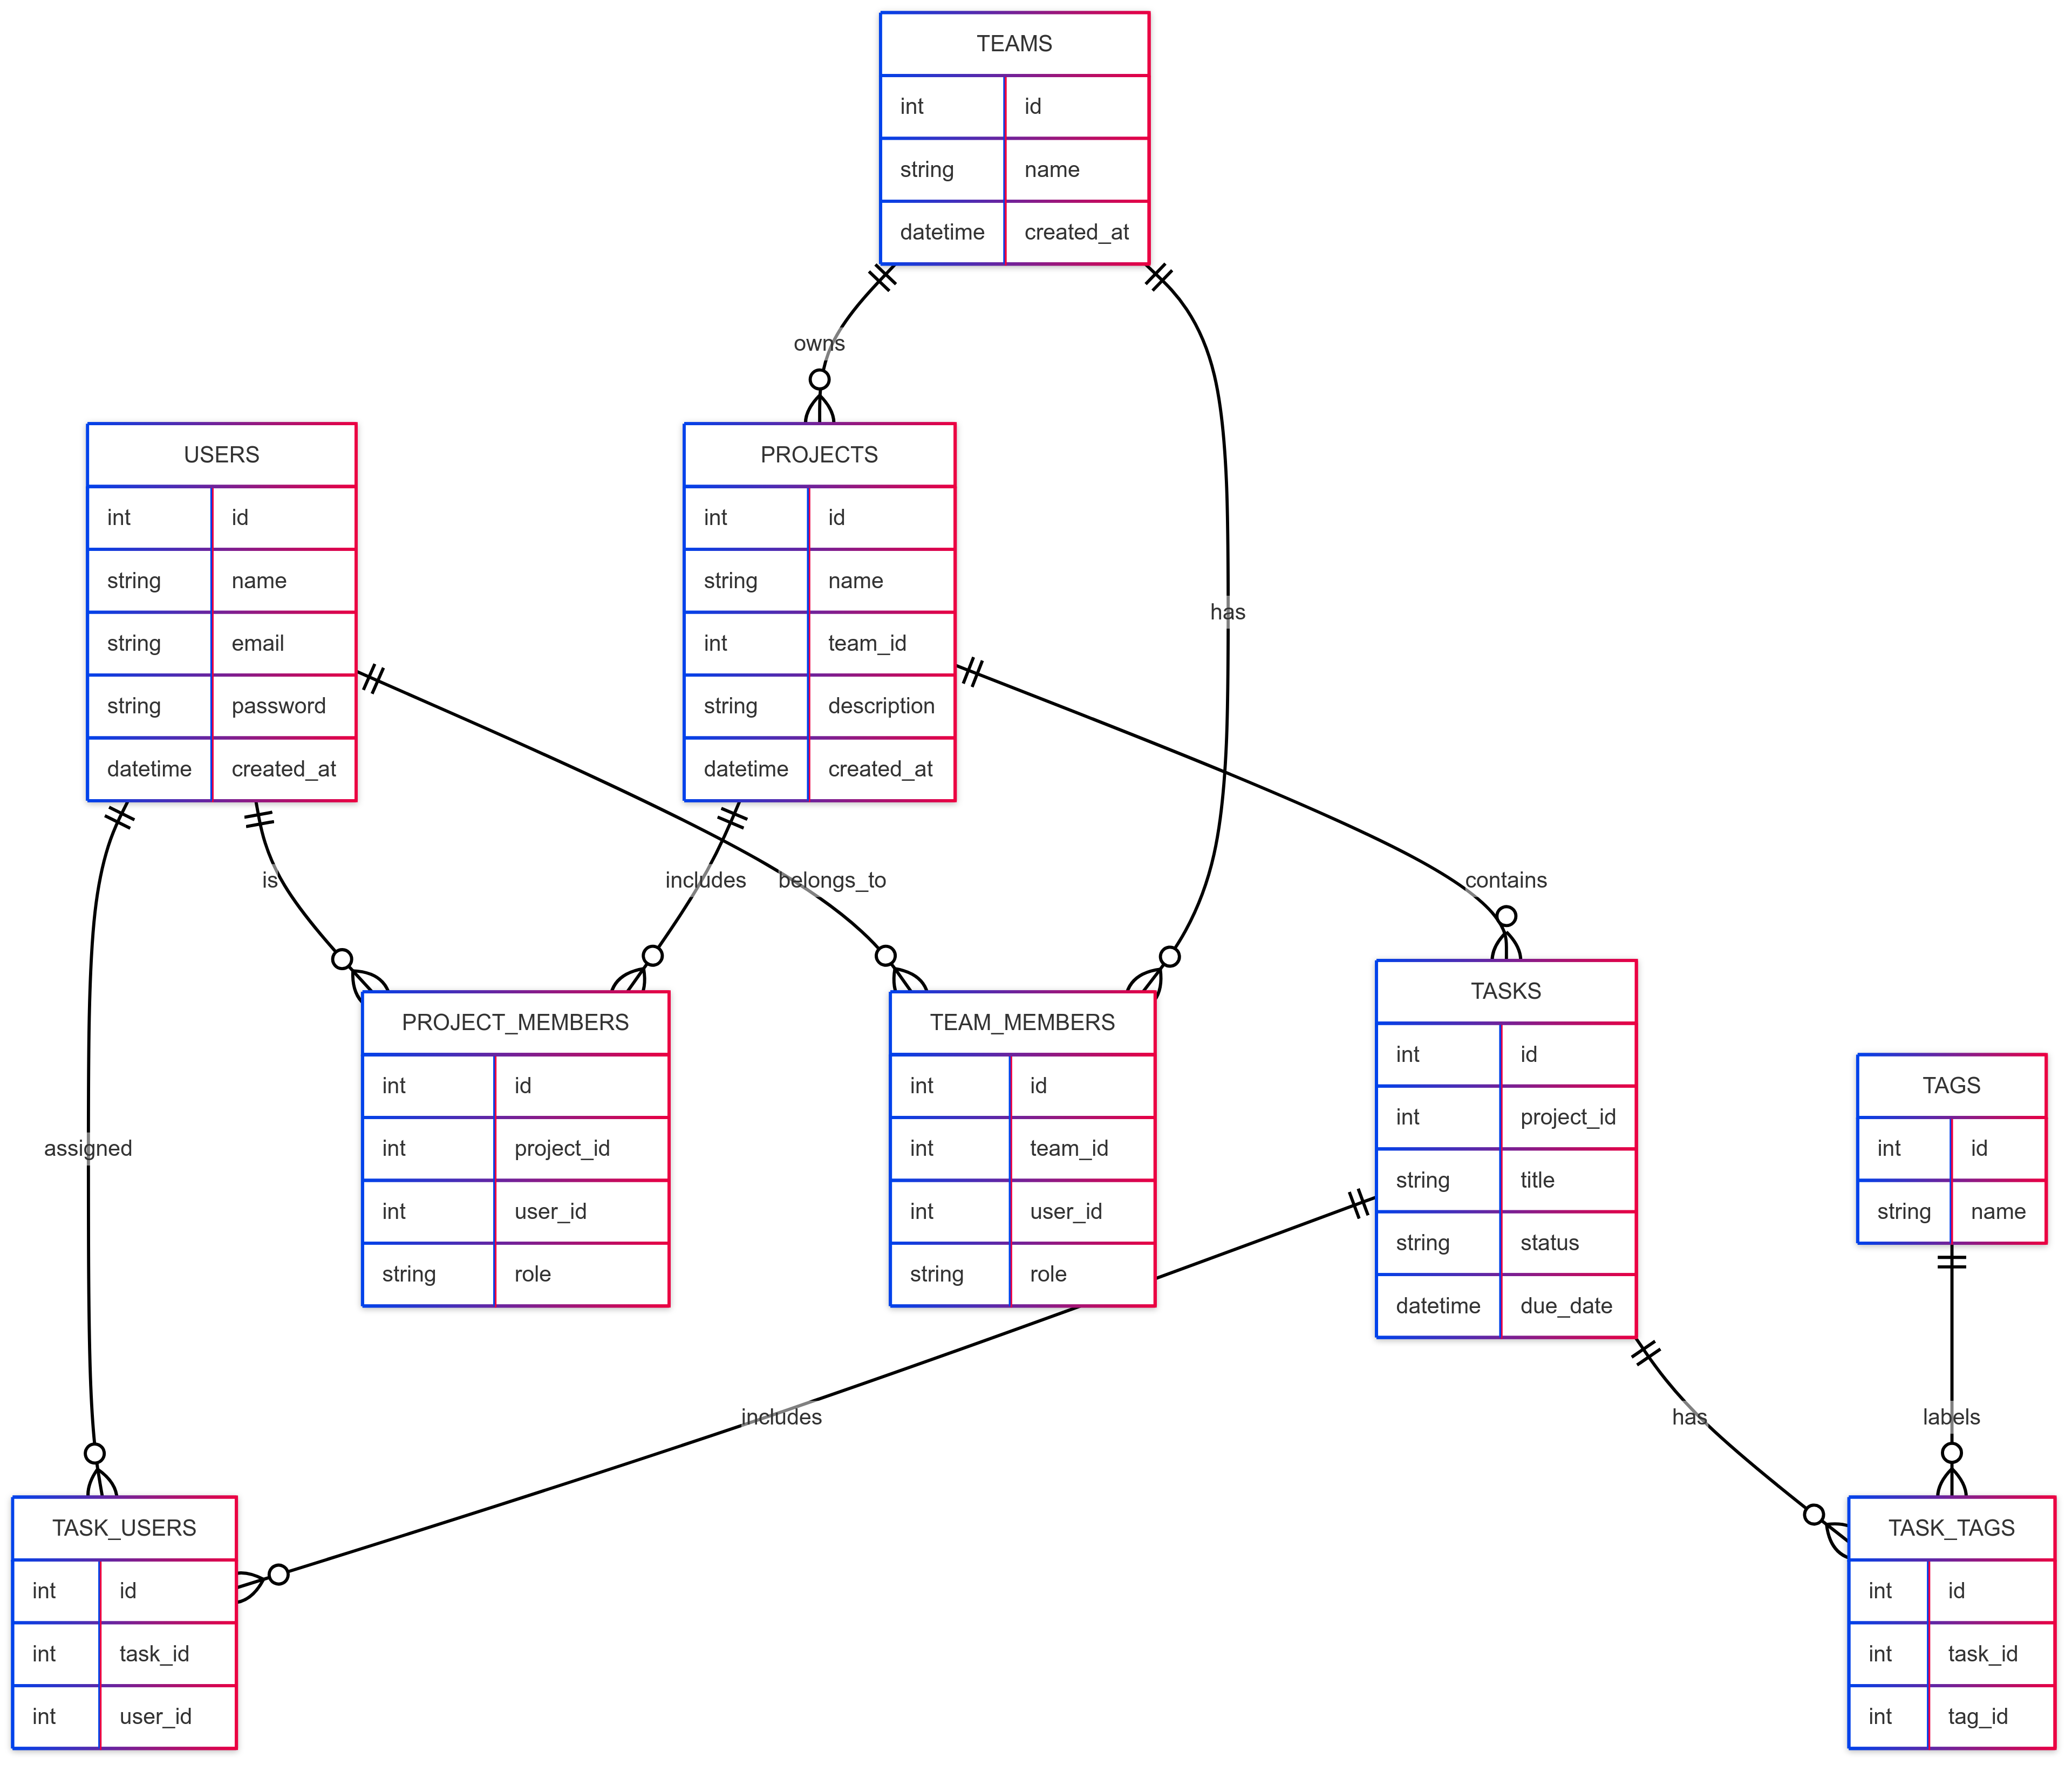 TEAMS
int id
string name
datetime created_at
owns
has
USERS
int id
string name
string email
string password
datetime created_at
PROJECTS
int id
string name
int team_id
string description
datetime created_at
is
includes
belongs_to
contains
assigned
PROJECT_MEMBERS
int id
int project_id
int user_id
string role
TEAM_MEMBERS
int id
int team_id
int user_id
string role
TASKS
int id
int project_id
string title
string status
datetime due_date
TAGS
int id
string name
includes
has
labels
TASK_USERS
int id
int task_id
int user_id
TASK_TAGS
int id
int task_id
int tag_id